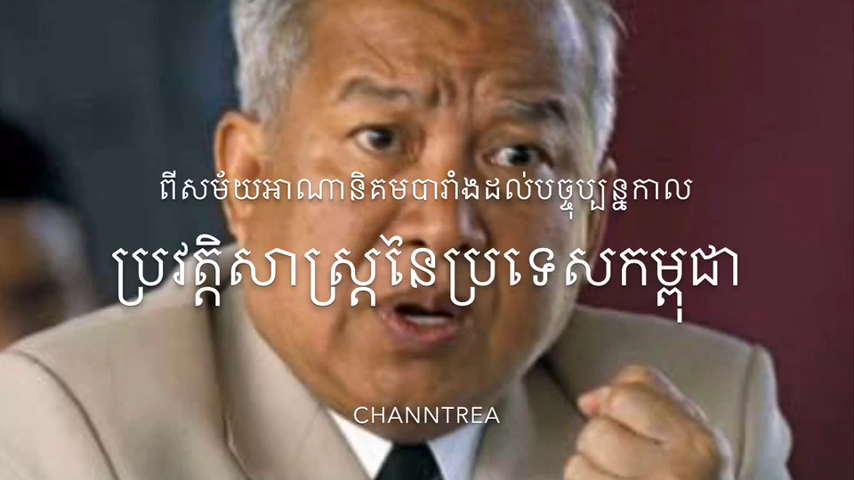 ពីសម័យអាណានិគមបារាំងដល់បច្ចុប្បន្នកាល
ប្រវត្តិសាស្ត្រនៃប្រទេសកម្ពុជា
CHANNTREA